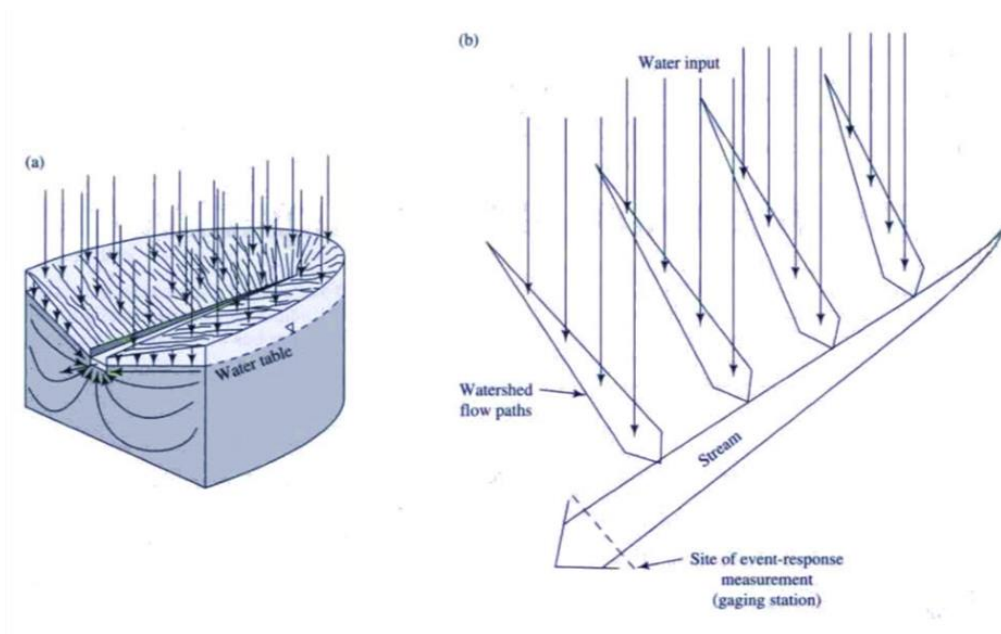 (a)
Water table
(b)
Water input
Watershed
flow paths
Stream
Site of event-response
measurement
(gaging station)